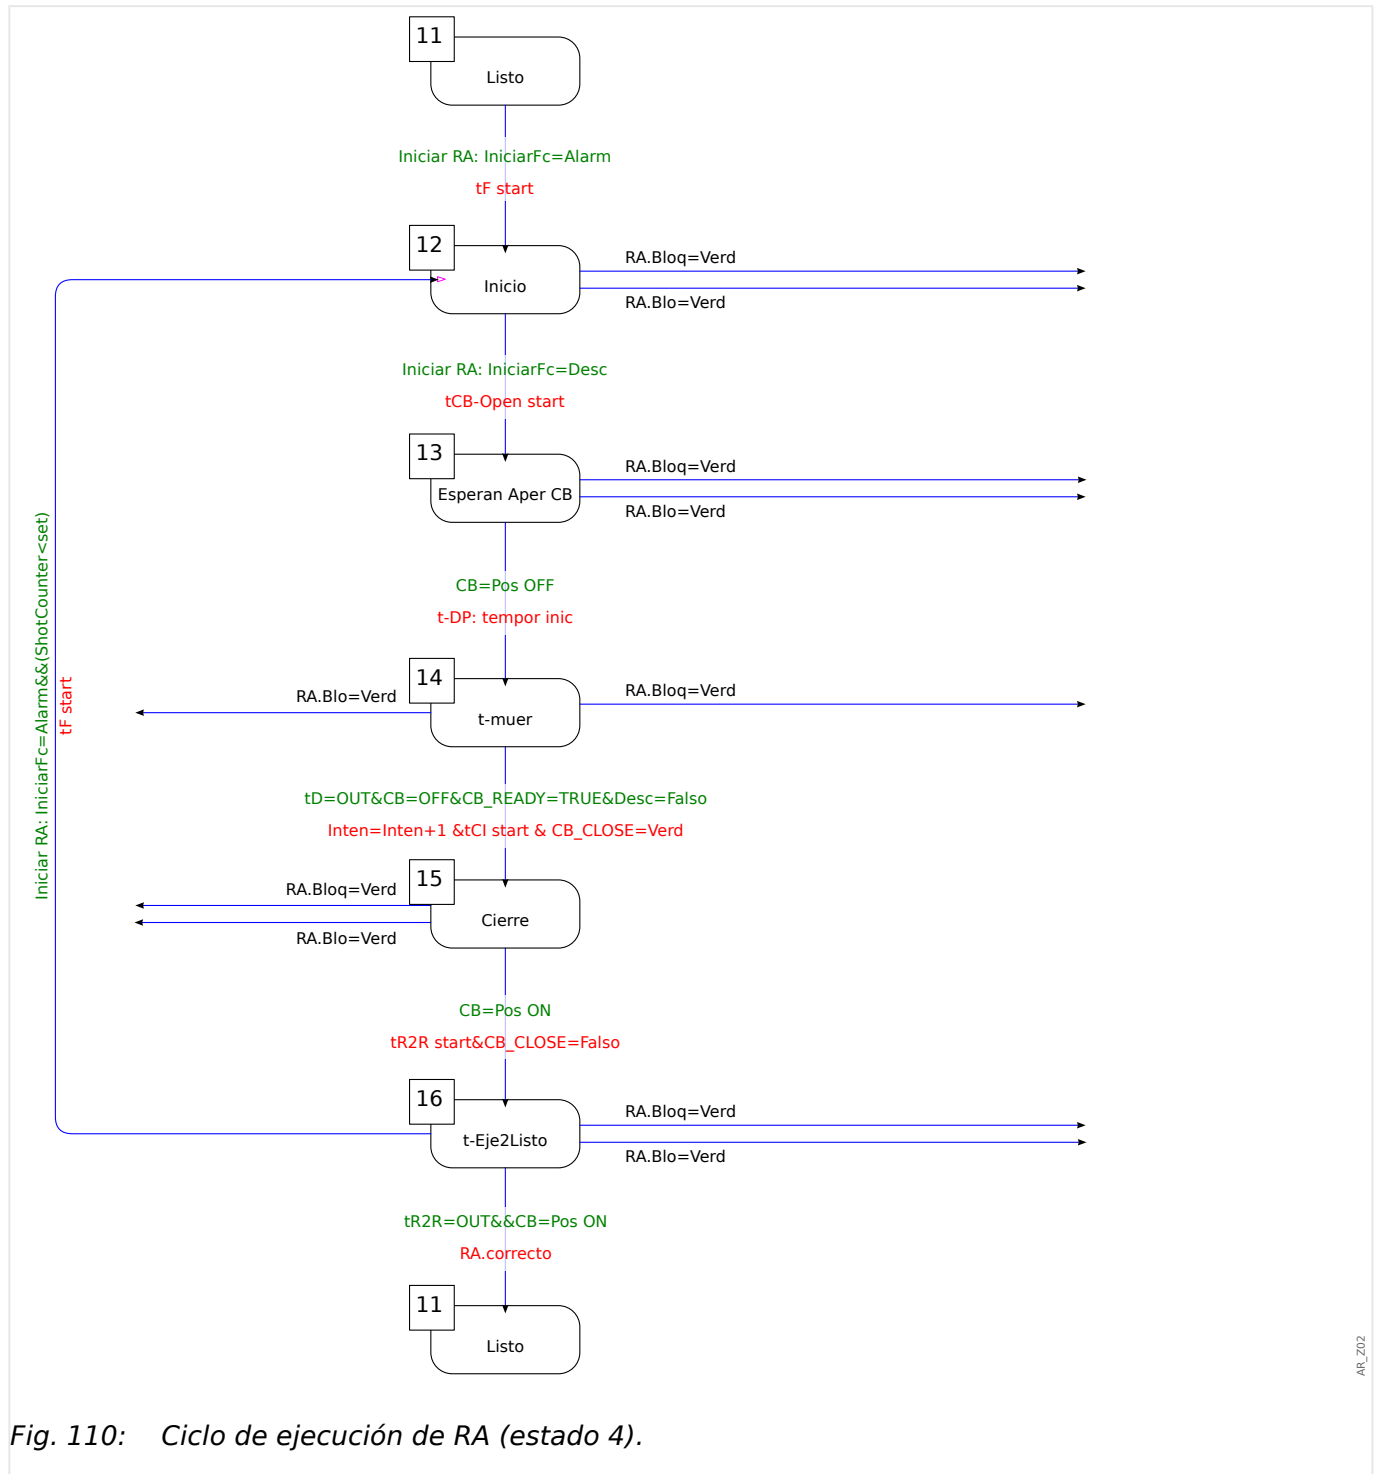 11
Listo
Iniciar RA: IniciarFc=Alarm
tF start
12
Inicio
RA.Bloq=Verd
RA.Blo=Verd
Iniciar RA: IniciarFc=Desc
tCB-Open start
13
Esperan Aper CB
RA.Bloq=Verd
RA.Blo=Verd
Iniciar RA: IniciarFc=Alarm&&(ShotCounter<set)
tF start
CB=Pos OFF
t-DP: tempor inic
14
t-muer
RA.Blo=Verd
RA.Bloq=Verd
tD=OUT&CB=OFF&CB_READY=TRUE&Desc=Falso
Inten=Inten+1 &tCI start & CB_CLOSE=Verd
15
Cierre
RA.Bloq=Verd
RA.Blo=Verd
CB=Pos ON
tR2R start&CB_CLOSE=Falso
16
t-Eje2Listo
RA.Bloq=Verd
RA.Blo=Verd
tR2R=OUT&&CB=Pos ON
RA.correcto
11
Listo
AR_Z02
Fig. 110: Ciclo de ejecución de RA (estado 4).